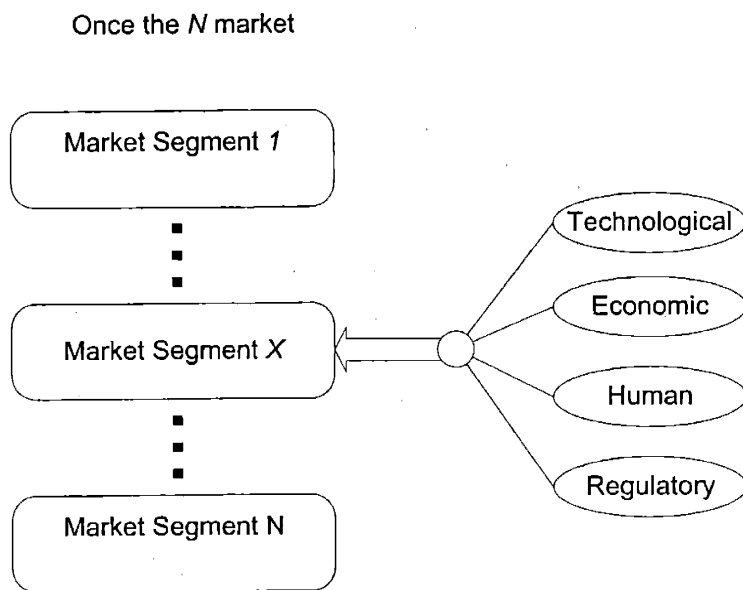 Once the N market
Market Segment 1
Technological
Economic
Market Segment X
Human
Regulatory
Market Segment N